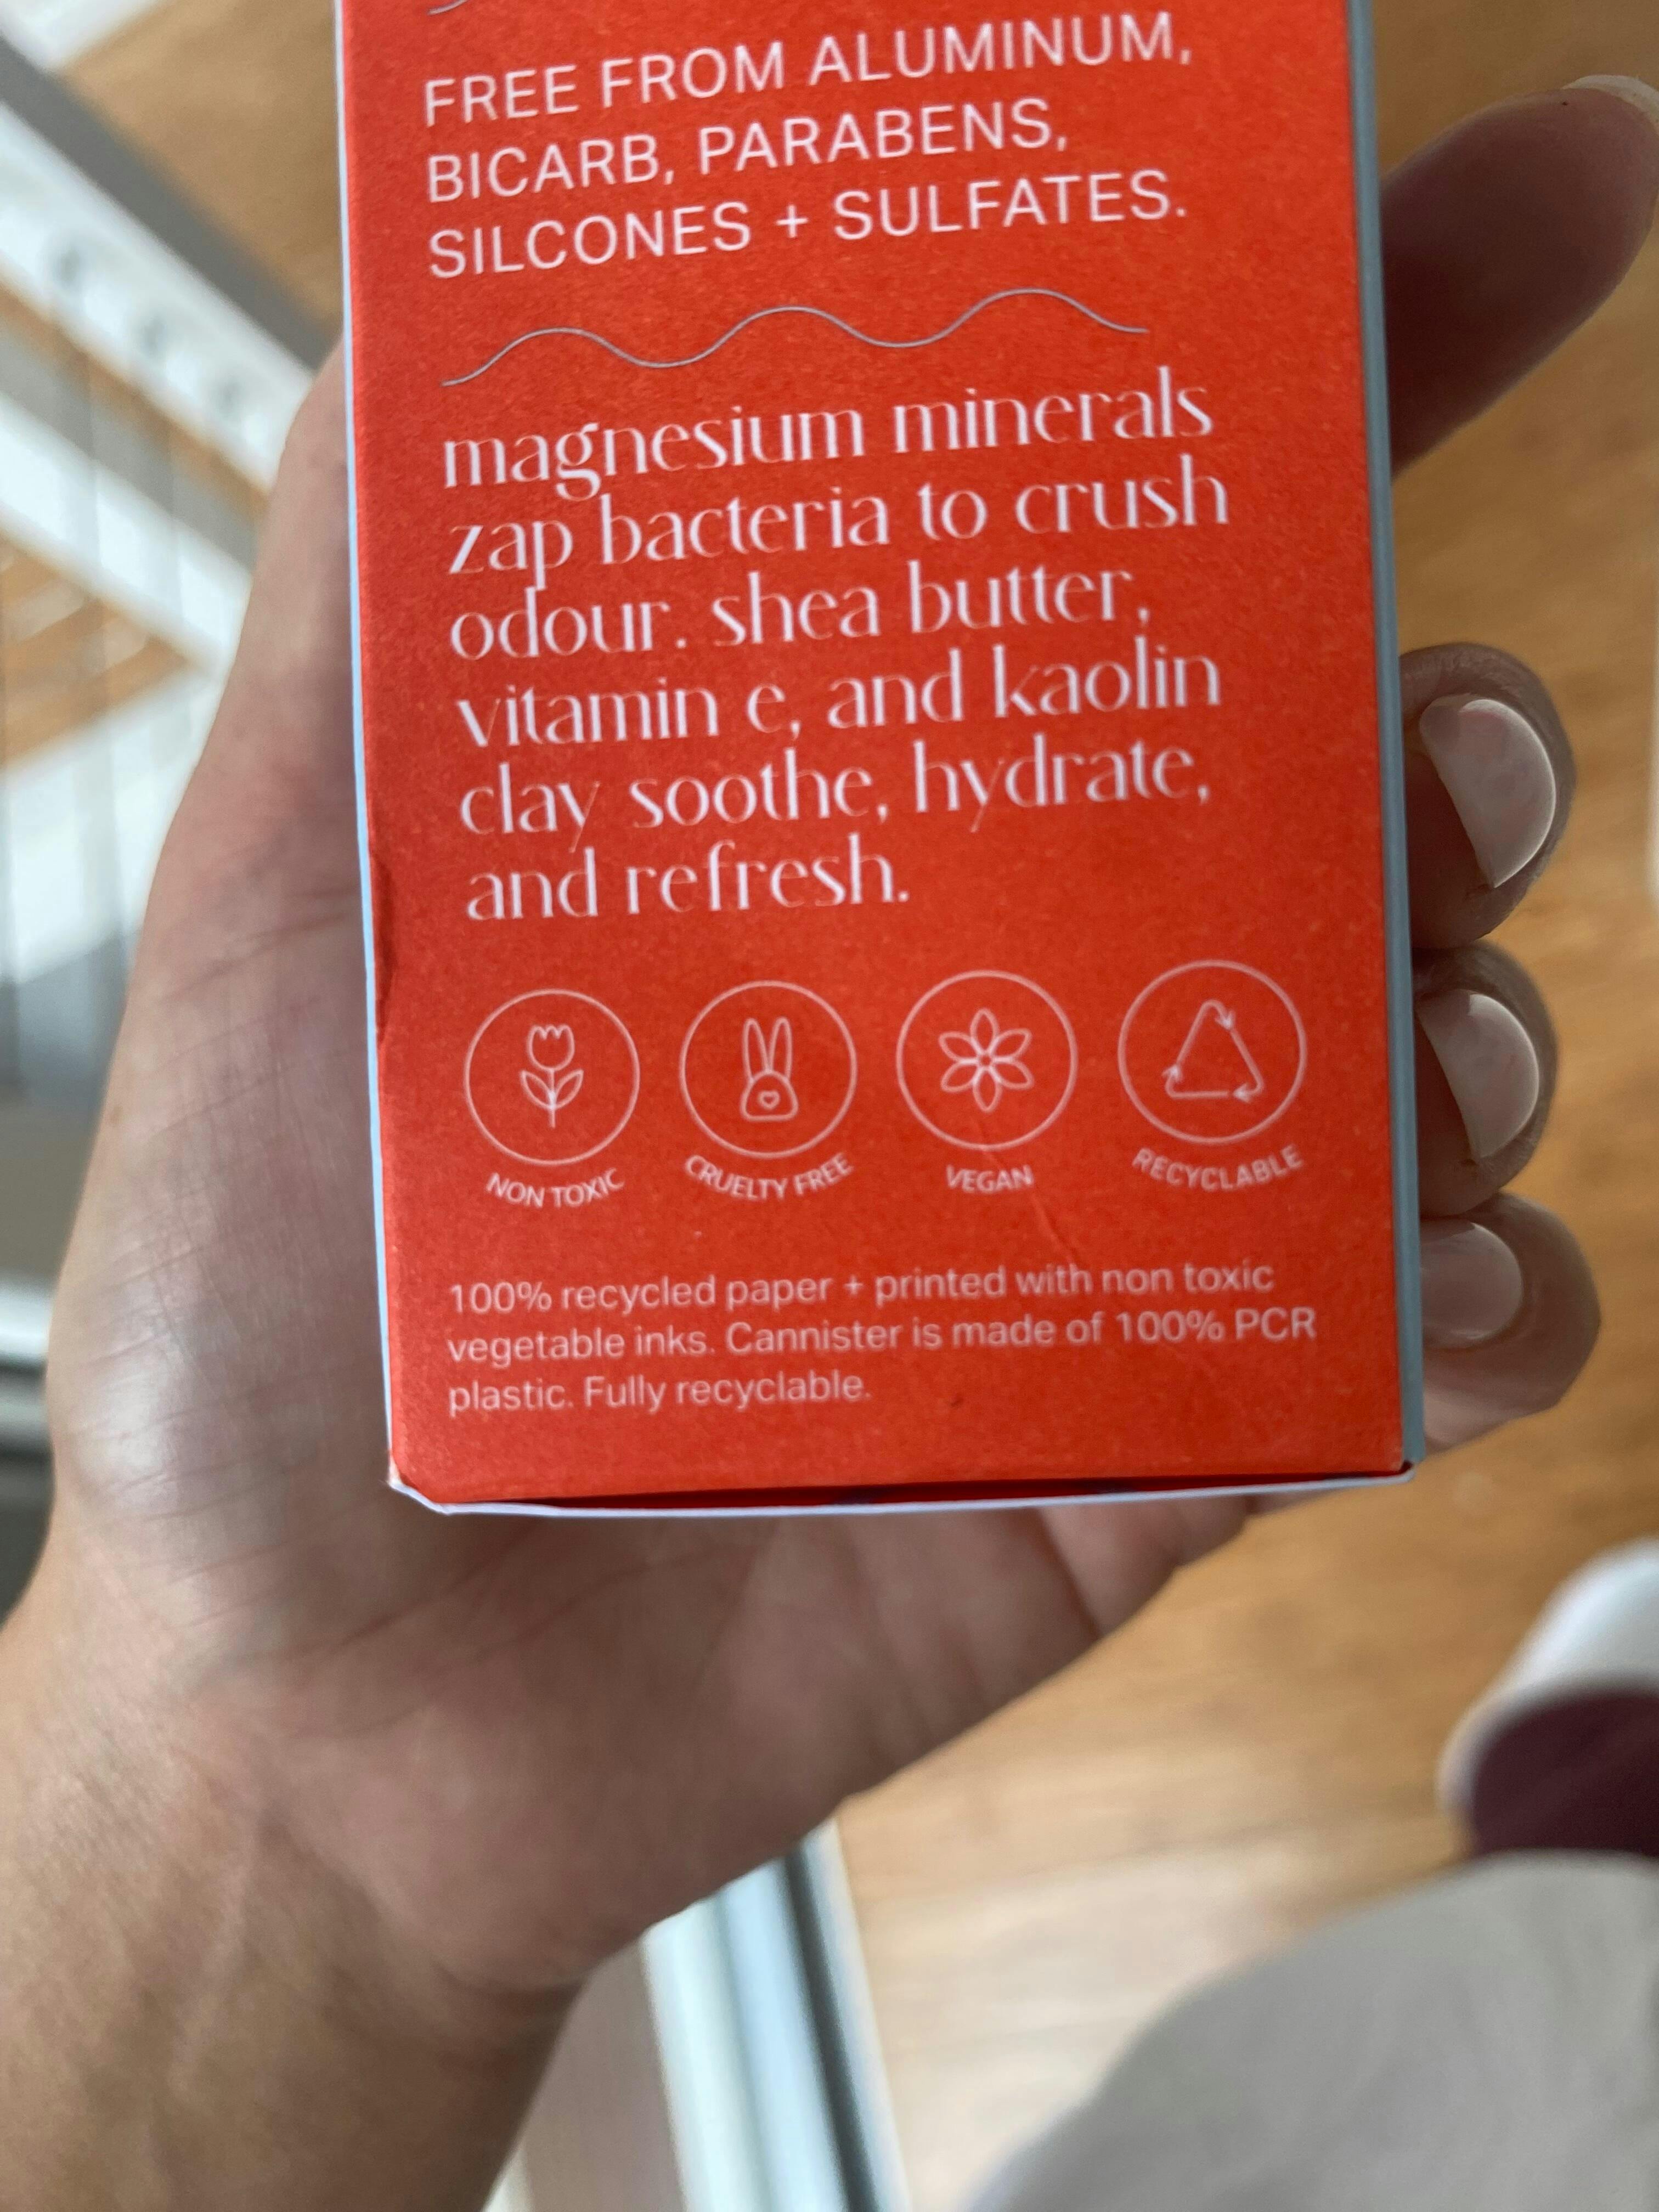 FREE FROM ALUMINUM,
BICARB, PARABENS,
SILCONES + SULFATES.
magnesium minerals
zap bacteria to crush
odour. shea butter,
vitamin e, and kaolin
clay soothe, hydrate,
and refresh.
NON TOXIC
CRUELTY FREE
VEGAN
RECYCLABLE
100% recycled paper + printed with non toxic
vegetable inks. Cannister is made of 100% PCR
plastic. Fully recyclable.